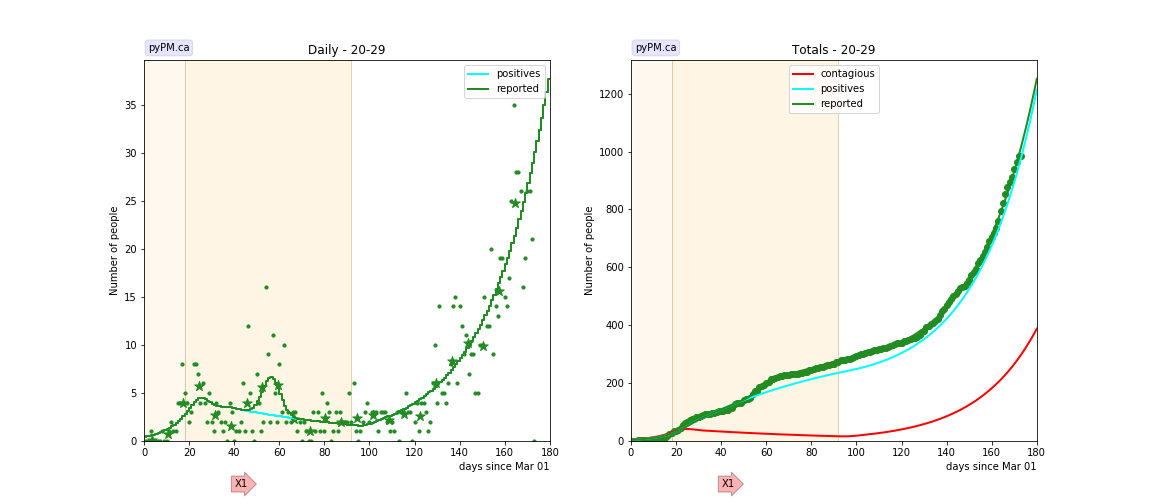 pyPM.ca
Daily - 20-29
positives
reported
Number of people
35
30
25
20
15
10
5
0
0 20 40 60 80 100 120 140 160 180
days since Mar 01
X1
pyPM.ca
Totals - 20-29
contagious
positives
reported
Number of people
1200
1000
800
600
400
200
0
0 20 40 60 80 100 120 140 160 180
days since Mar 01
X1